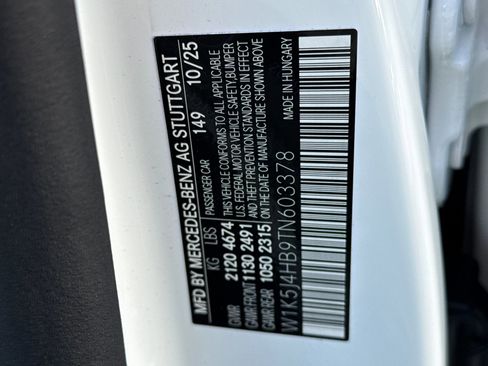 MFD BY MERCEDES-BENZ AG STUTTGART
PASSENGER CAR 149 10/25
KG LBS THIS VEHICLE CONFORMS TO ALL APPLICABLE
GVWR 2120 4674 U.S. FEDERAL MOTOR VEHICLE SAFETY,BUMPER
GAWR FRONT 1130 2491 AND THEFT PREVENTION STANDARDS IN EFFECT
GAWR REAR 1050 2315 ON THE DATE OF MANUFACTURE SHOWN ABOVE
W1K5J4HB9TN603378 MADE IN HUNGARY